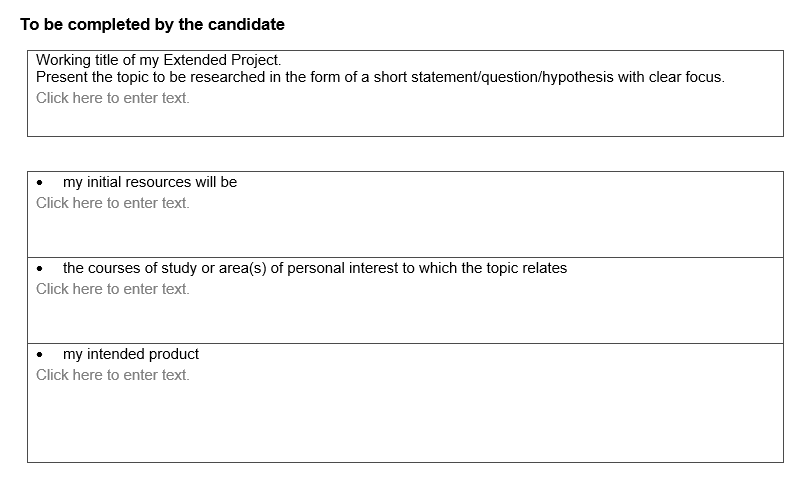 To be completed by the candidate
Working title of my Extended Project.
Present the topic to be researched in the form of a short statement/question/hypothesis with clear focus.
Click here to enter text.
• my initial resources will be
Click here to enter text.
• the courses of study or area(s) of personal interest to which the topic relates
Click here to enter text.
• my intended product
Click here to enter text.